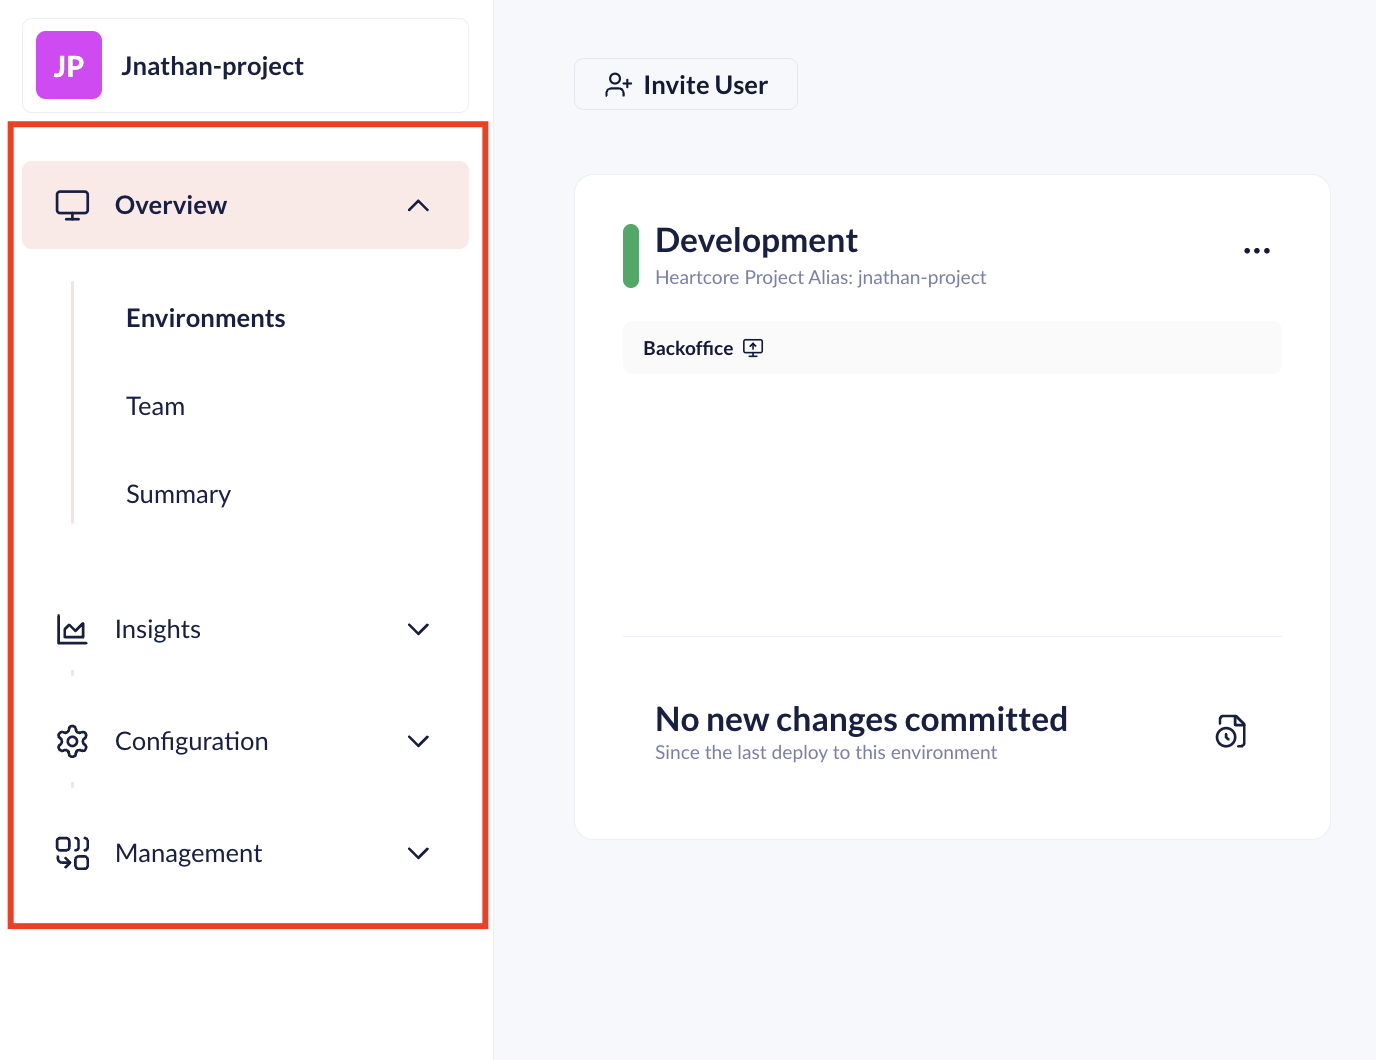 JP
Jnathan-project
Overview
Environments
Team
Summary
Insights
Configuration
Management
Invite User
Development
Heartcore Project Alias: jnathan-project
Backoffice
No new changes committed
Since the last deploy to this environment